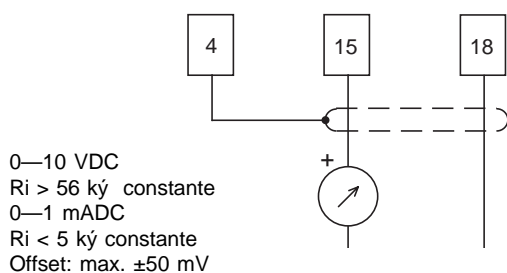 4 15 18
+
0—10 VDC
Ri > 56 ký constante
0—1 mADC
Ri < 5 ký constante
Offset: max. ±50 mV